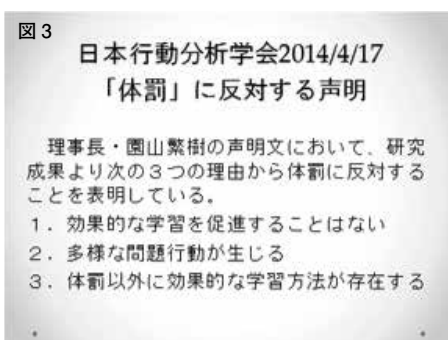 図3
日本行動分析学会2014/4/17
「体罰」に反対する声明
理事長・園山繁樹の声明文において、研究
成果より次の3つの理由から体罰に反対する
ことを表明している。
1．効果的な学習を促進することはない
2．多様な問題行動が生じる
3．体罰以外に効果的な学習方法が存在する